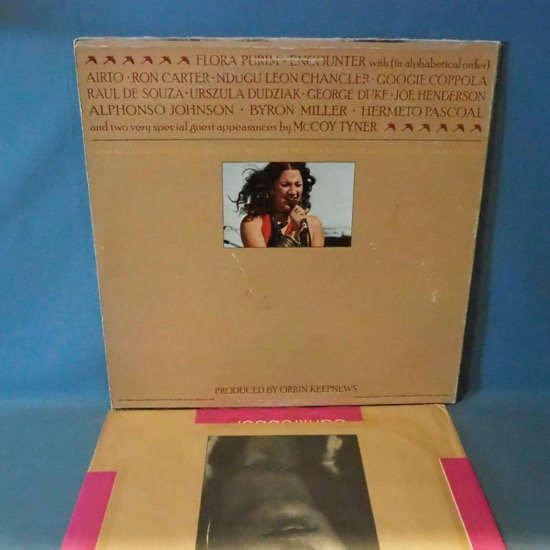 FLORA PURIM · ENCOUNTER with (in alphabetical order)
AIRTO · RON CARTER · NDUGU LEON CHANCLER · GOOGIE COPPOLA
RAUL DE SOUZA · URSZULA DUDZIAK · GEORGE DUKE · JOE HENDERSON
ALPHONSO JOHNSON · BYRON MILLER · HERMETO PASCOAL
and two very special guest appearances by McCOY TYNER
PRODUCED BY ORRIN KEEPNEWS